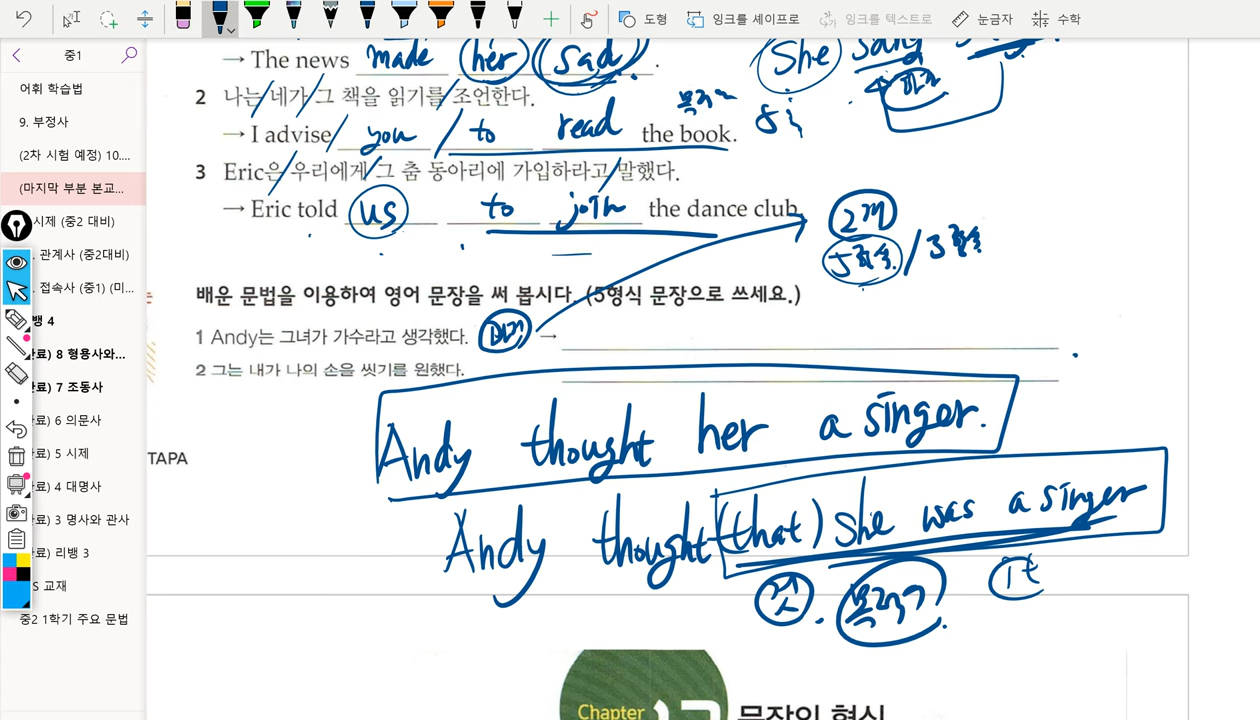 도형
잉크를 셰이프로
잉크를 텍스트로
눈금자
수학
중1
어휘 학습법
9. 부정사
(2차 시험 예정) 10....
(마지막 부분 본교...
시제 (중2 대비)
. 관계사 (중2대비)
. 접속사 (중1) (미...
뱅 4
료) 8 형용사와...
료) 7 조동사
료) 6 의문사
료) 5 시제
료) 4 대명사
료) 3 명사와 관사
료) 리뱅 3
S 교재
중2 1학기 주요 문법
→ The news made her sad.
She sang
2 나는 네가 그 책을 읽기를 조언한다.
→ I advise you to read the book.
3 Eric은 우리에게 그 춤 동아리에 가입하라고 말했다.
→ Eric told us to join the dance club.
2개
5형식 / 3형식
배운 문법을 이용하여 영어 문장을 써 봅시다. (5형식 문장으로 쓰세요.)
1 Andy는 그녀가 가수라고 생각했다. →
2 그는 내가 나의 손을 씻기를 원했다.
Andy thought her a singer.
TAPA
Andy thought (that) she was a singer
것. 목적어 it
Chapter
문장의 형식